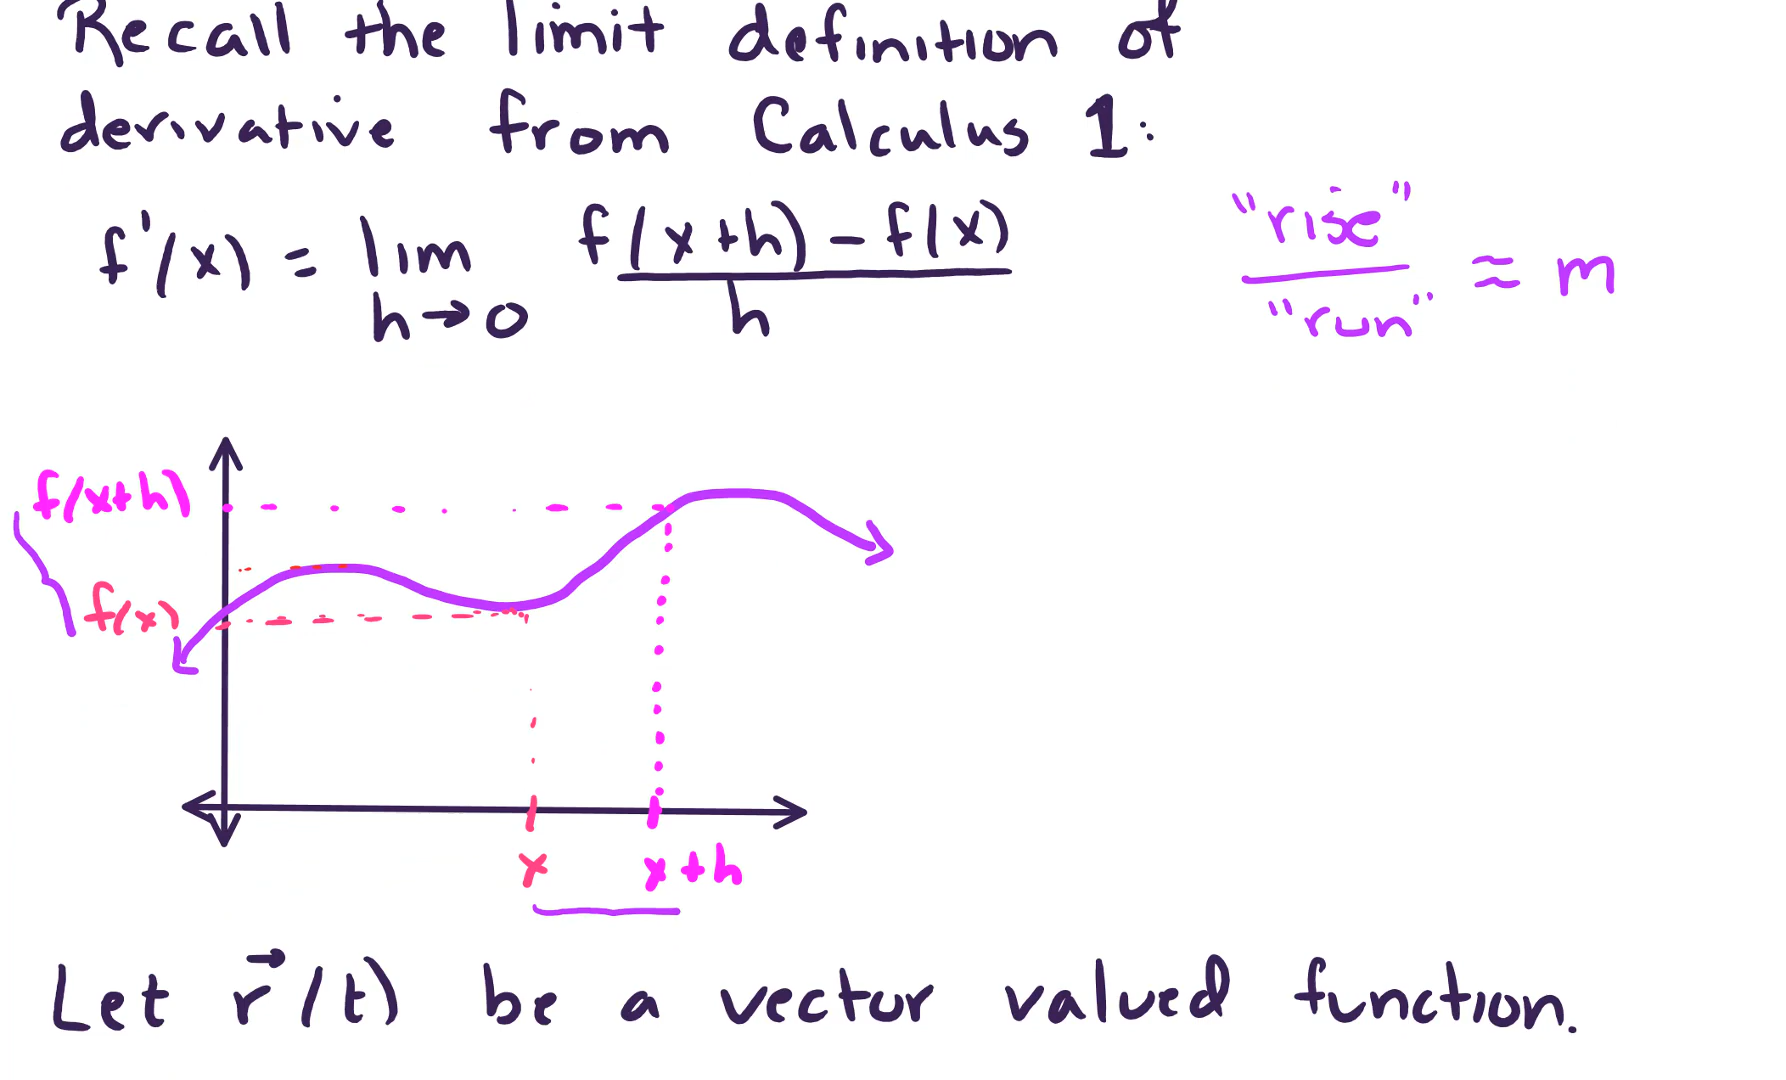 Recall the limit definition of
derivative from Calculus 1:
f'(x) = lim h→0 f(x+h) - f(x) / h
"rise" / "run" ≈ m
f(x+h)
f(x)
x x+h
Let r⃗(t) be a vector valued function.